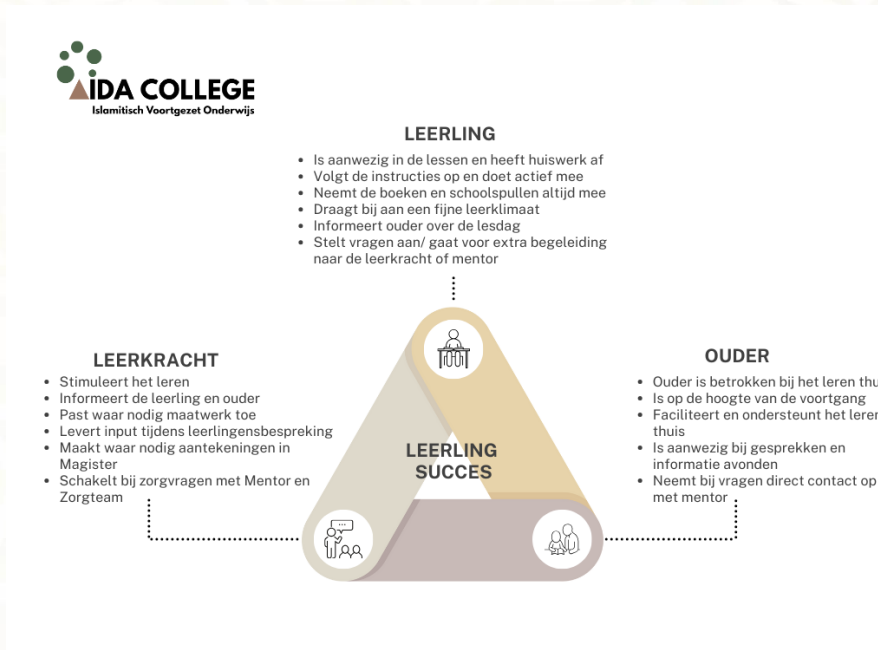 AIDA COLLEGE
Islamitisch Voortgezet Onderwijs
LEERLING
• Is aanwezig in de lessen en heeft huiswerk af
• Volgt de instructies op en doet actief mee
• Neemt de boeken en schoolspullen altijd mee
• Draagt bij aan een fijne leerklimaat
• Informeert ouder over de lesdag
• Stelt vragen aan/ gaat voor extra begeleiding
naar de leerkracht of mentor
LEERKRACHT
• Stimuleert het leren
• Informeert de leerling en ouder
• Past waar nodig maatwerk toe
• Levert input tijdens leerlingensbespreking
• Maakt waar nodig aantekeningen in
Magister
• Schakelt bij zorgvragen met Mentor en
Zorgteam
OUDER
• Ouder is betrokken bij het leren thu
• Is op de hoogte van de voortgang
• Faciliteert en ondersteunt het leren
thuis
• Is aanwezig bij gesprekken en
informatie avonden
• Neemt bij vragen direct contact op
met mentor
LEERLING
SUCCES